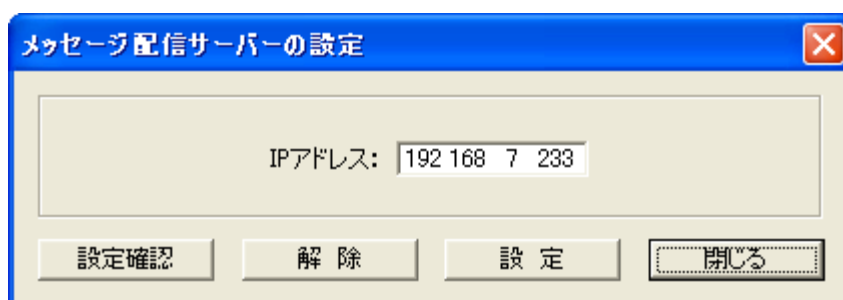 メッセージ配信サーバーの設定
IPアドレス： 192 168 7 233
設定確認 解 除 設 定 閉じる